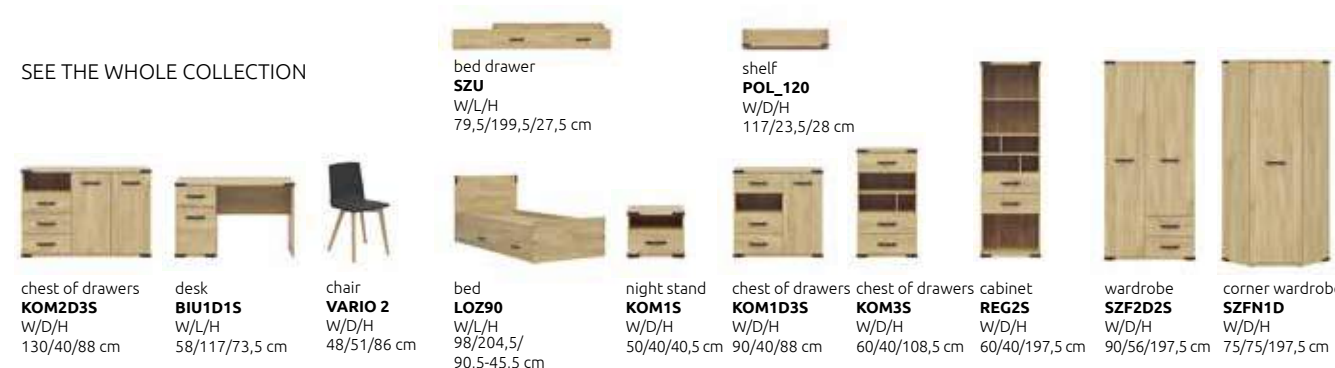 SEE THE WHOLE COLLECTION
bed drawer
SZU
W/L/H
79,5/199,5/27,5 cm
shelf
POL_120
W/D/H
117/23,5/28 cm
chest of drawers
KOM2D3S
W/D/H
130/40/88 cm
desk
BIU1D1S
W/L/H
58/117/73,5 cm
chair
VARIO 2
W/D/H
48/51/86 cm
bed
LOZ90
W/L/H
98/204,5/
90,5-45,5 cm
night stand
KOM1S
W/D/H
50/40/40,5 cm
chest of drawers
KOM1D3S
W/D/H
90/40/88 cm
chest of drawers
KOM3S
W/D/H
60/40/108,5 cm
cabinet
REG2S
W/D/H
60/40/197,5 cm
wardrobe
SZF2D2S
W/D/H
90/56/197,5 cm
corner wardrobe
SZFN1D
W/D/H
75/75/197,5 cm